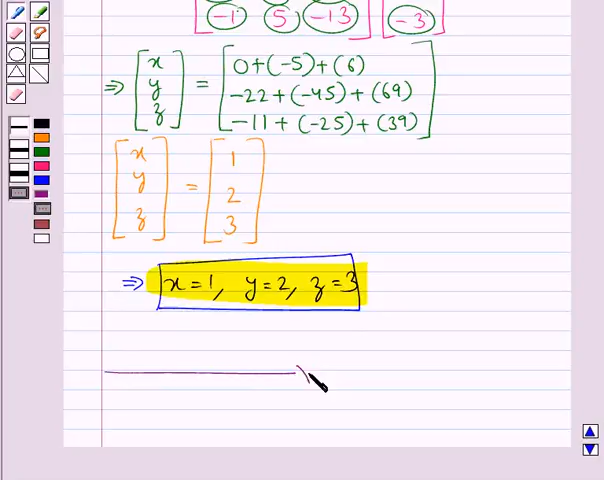 -1 5 -13 -3
⇒ [x y z] = [0+(-5)+(6)
-22+(-45)+(69)
-11+(-25)+(39)]
[x y z] = [1 2 3]
⇒ x=1, y=2, z=3